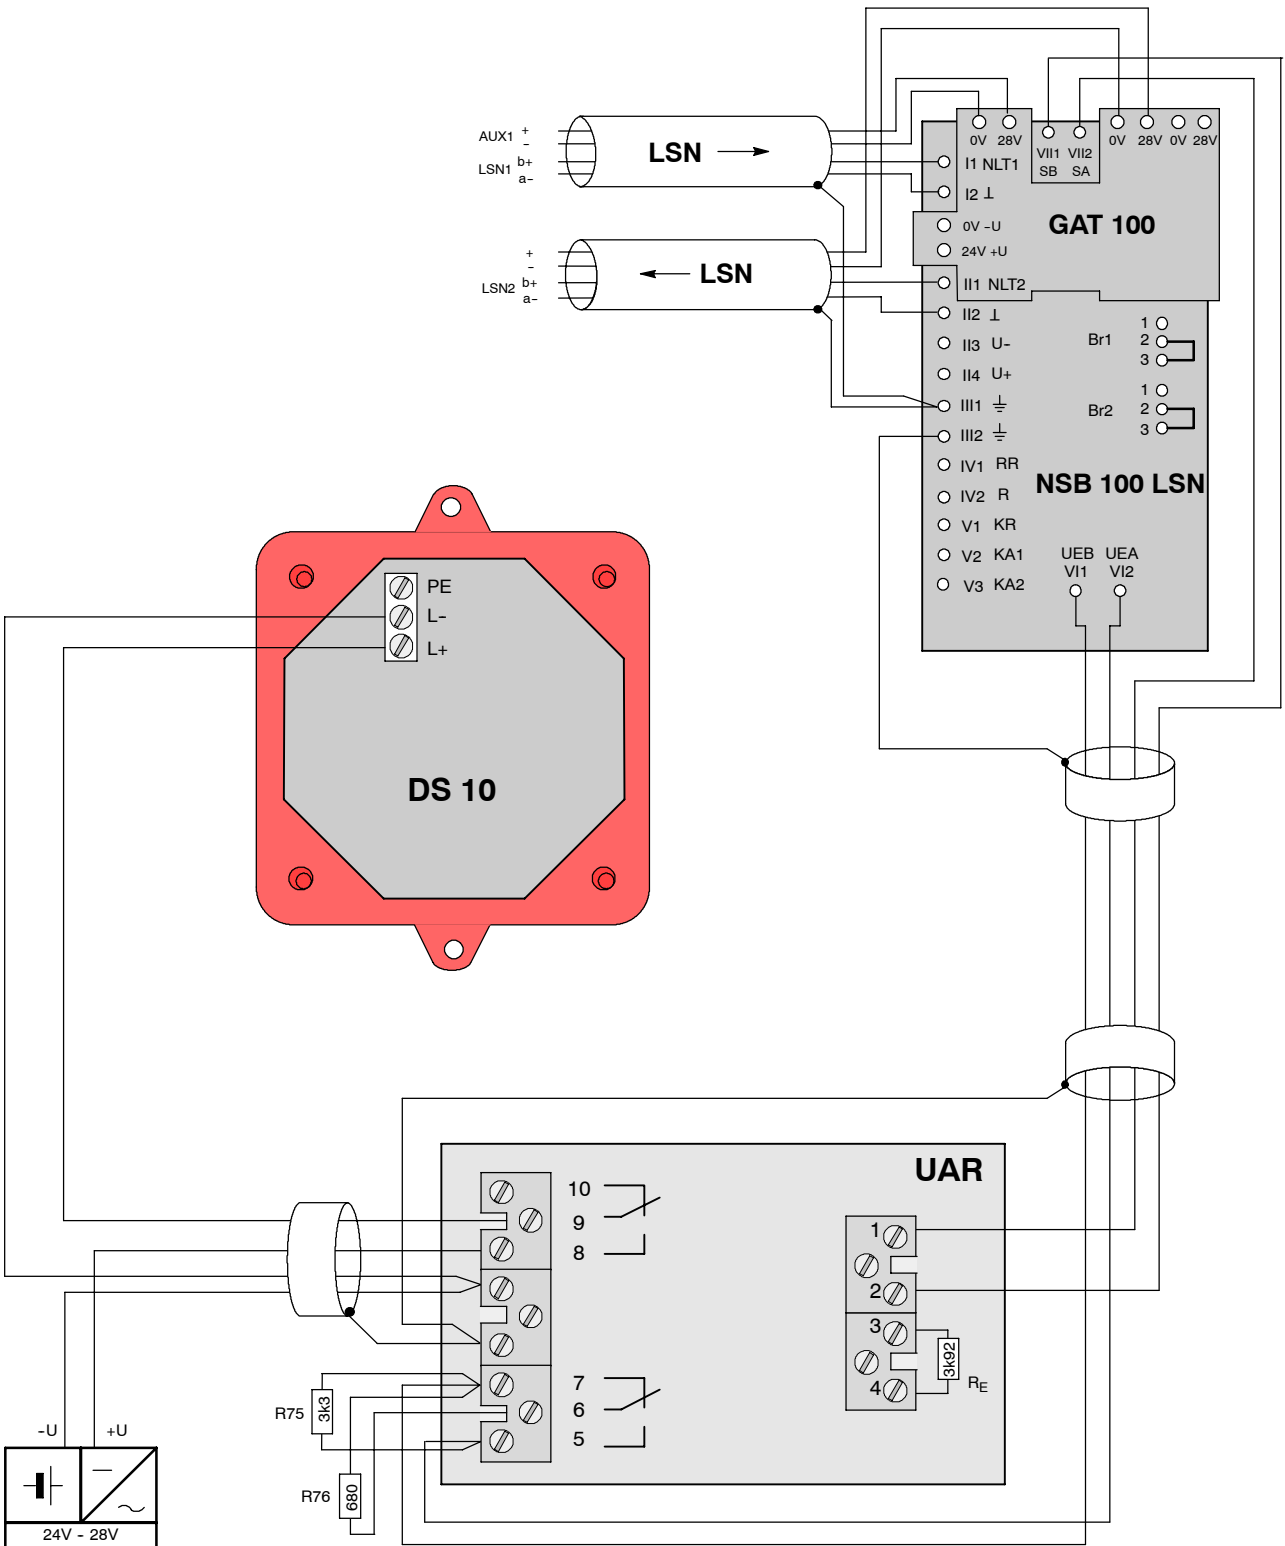 AUX1 +
-
LSN1 b+
a-
LSN →
+
-
LSN2 b+
a-
← LSN
0V 28V
VII1 VII2
SB SA
0V 28V 0V 28V
I1 NLT1
I2 ⊥
GAT 100
0V -U
24V +U
II1 NLT2
II2 ⊥
II3 U-
II4 U+
III1 ⏚
III2 ⏚
IV1 RR
IV2 R
V1 KR
V2 KA1
V3 KA2
Br1
1
2
3
Br2
1
2
3
NSB 100 LSN
UEB UEA
VI1 VI2
PE
L-
L+
DS 10
UAR
10
9
8
7
6
5
1
2
3
4
3k92
RE
R75
3k3
R76
680
-U +U
24V - 28V